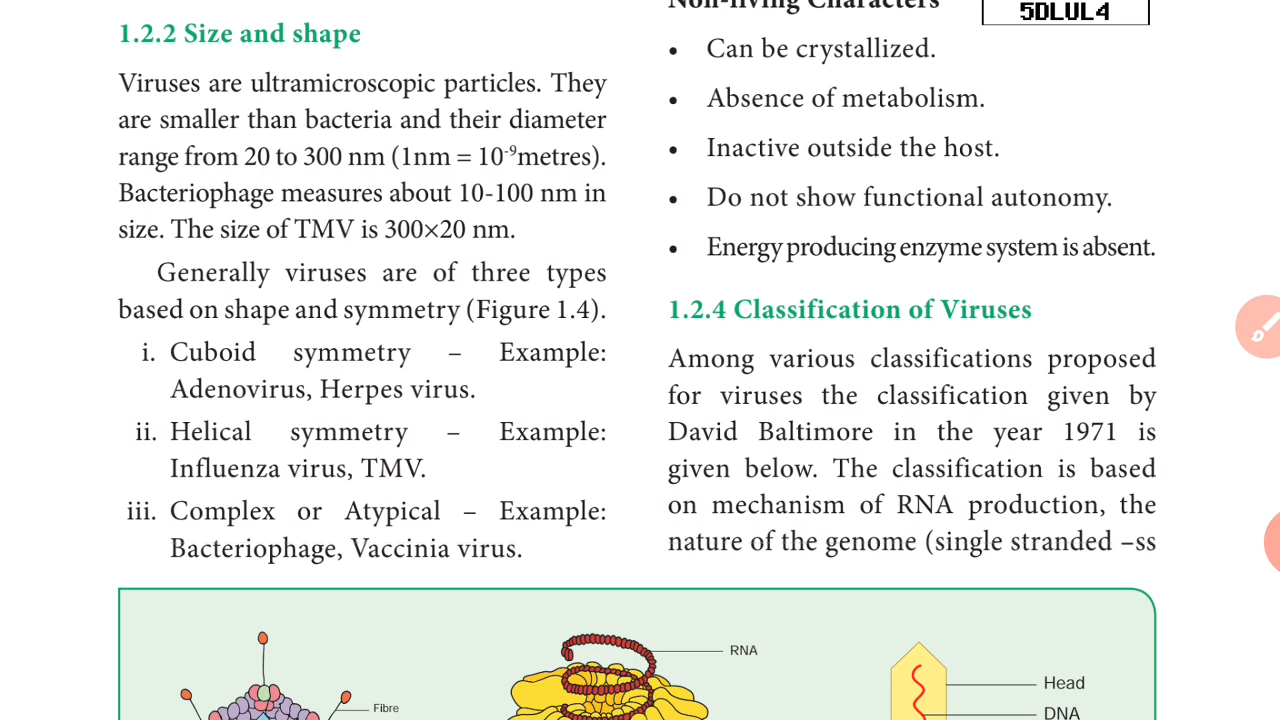 1.2.2 Size and shape
Viruses are ultramicroscopic particles. They
are smaller than bacteria and their diameter
range from 20 to 300 nm (1nm = 10⁻⁹metres).
Bacteriophage measures about 10-100 nm in
size. The size of TMV is 300×20 nm.
Generally viruses are of three types
based on shape and symmetry (Figure 1.4).
i. Cuboid symmetry – Example:
Adenovirus, Herpes virus.
ii. Helical symmetry – Example:
Influenza virus, TMV.
iii. Complex or Atypical – Example:
Bacteriophage, Vaccinia virus.
Non-living Characters
5DLUL4
• Can be crystallized.
• Absence of metabolism.
• Inactive outside the host.
• Do not show functional autonomy.
• Energy producing enzyme system is absent.
1.2.4 Classification of Viruses
Among various classifications proposed
for viruses the classification given by
David Baltimore in the year 1971 is
given below. The classification is based
on mechanism of RNA production, the
nature of the genome (single stranded –ss
Fibre
RNA
Head
DNA